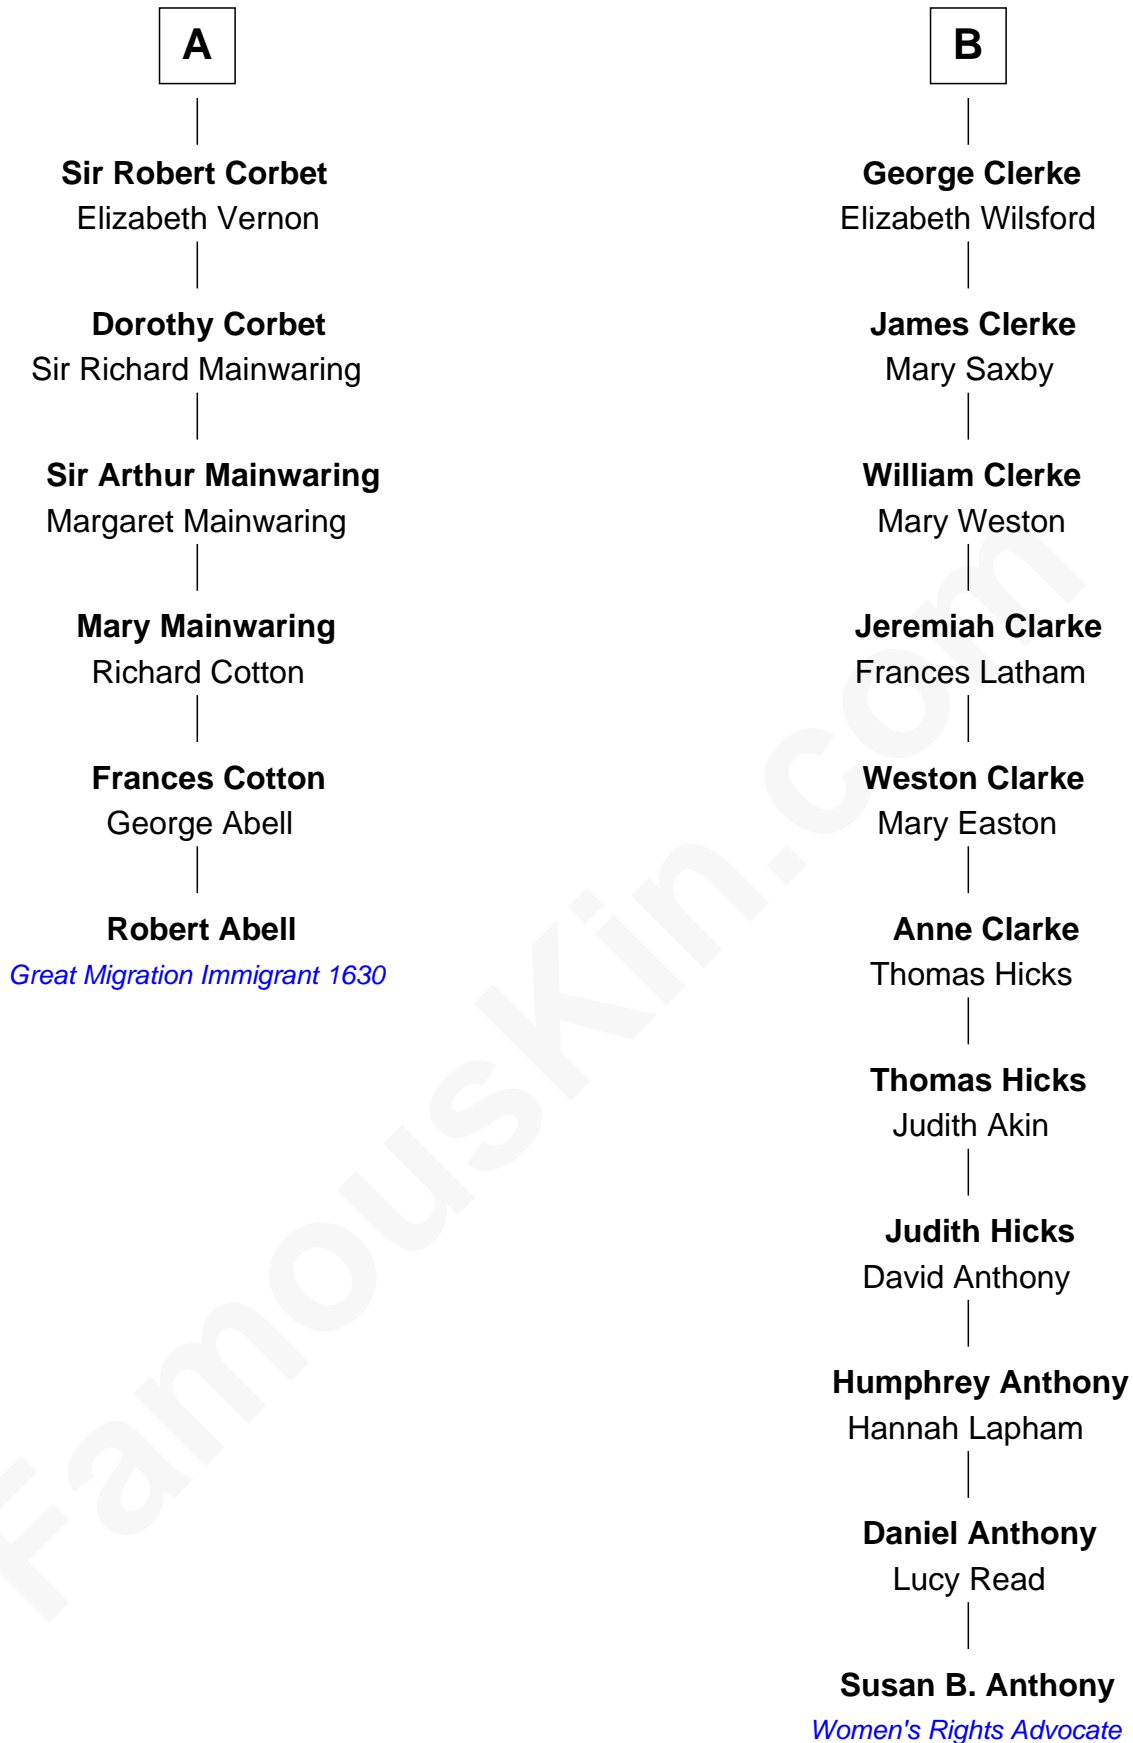 A
Sir Robert Corbet
Elizabeth Vernon
Dorothy Corbet
Sir Richard Mainwaring
Sir Arthur Mainwaring
Margaret Mainwaring
Mary Mainwaring
Richard Cotton
Frances Cotton
George Abell
Robert Abell
Great Migration Immigrant 1630
B
George Clerke
Elizabeth Wilsford
James Clerke
Mary Saxby
William Clerke
Mary Weston
Jeremiah Clarke
Frances Latham
Weston Clarke
Mary Easton
Anne Clarke
Thomas Hicks
Thomas Hicks
Judith Akin
Judith Hicks
David Anthony
Humphrey Anthony
Hannah Lapham
Daniel Anthony
Lucy Read
Susan B. Anthony
Women's Rights Advocate
FamousKin.com